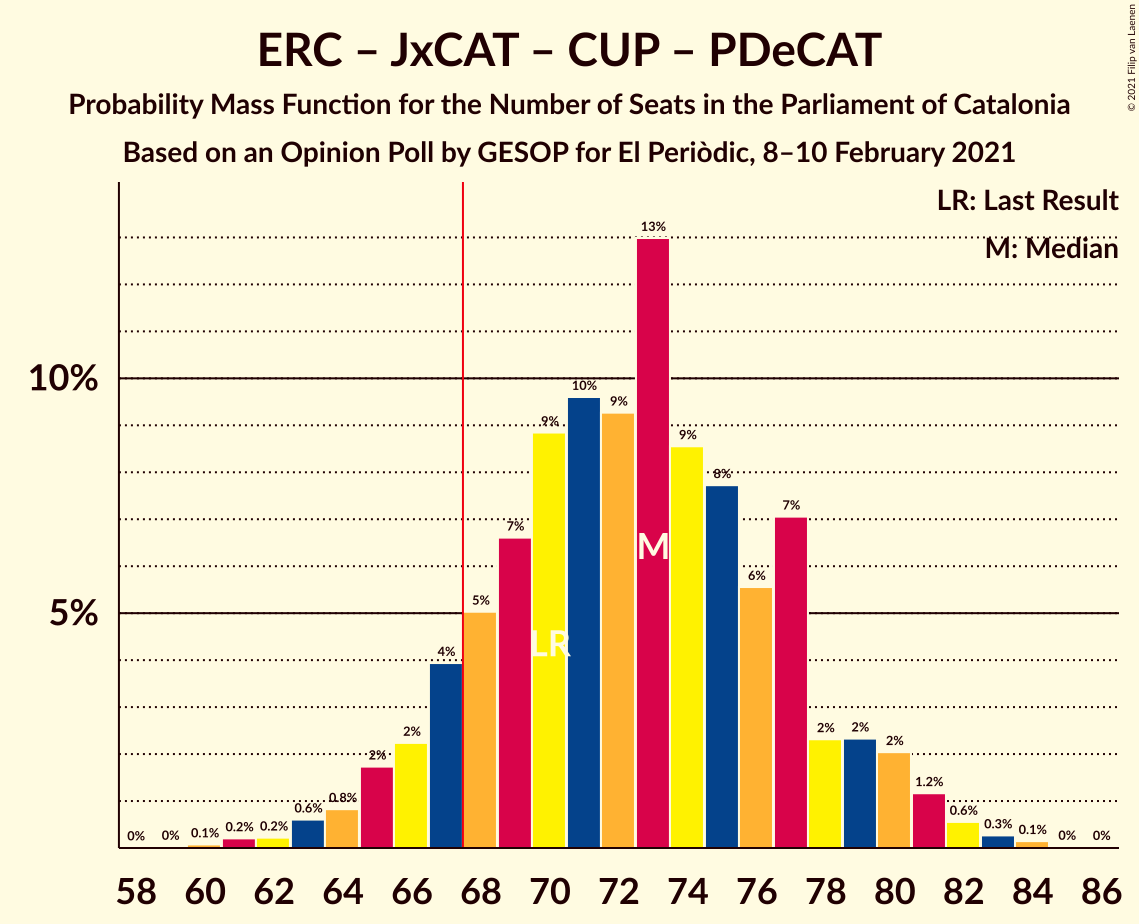 ERC – JxCAT – CUP – PDeCAT
Probability Mass Function for the Number of Seats in the Parliament of Catalonia
Based on an Opinion Poll by GESOP for El Periòdic, 8–10 February 2021
© 2021 Filip van Laenen
LR: Last Result
M: Median
10%
5%
0% 0% 0.1% 0.2% 0.2% 0.6% 0.8% 2% 2% 4% 5% 7% 9% 10% 9% 13% 9% 8% 6% 7% 2% 2% 2% 1.2% 0.6% 0.3% 0.1% 0% 0%
LR
M
58 60 62 64 66 68 70 72 74 76 78 80 82 84 86